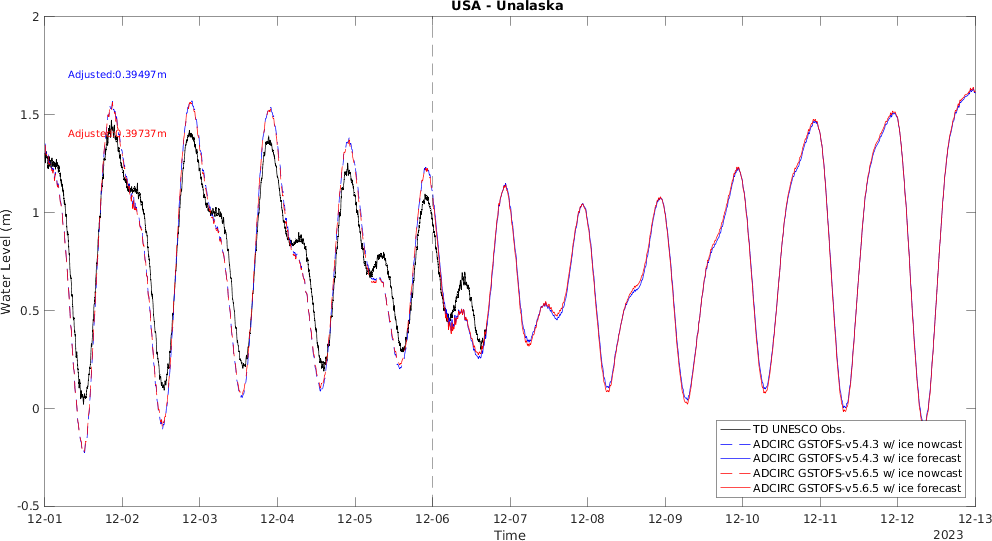 USA - Unalaska
2
1.5
1
0.5
0
-0.5
Water Level (m)
Adjusted:0.39497m
Adjusted:0.39737m
TD UNESCO Obs.
ADCIRC GSTOFS-v5.4.3 w/ ice nowcast
ADCIRC GSTOFS-v5.4.3 w/ ice forecast
ADCIRC GSTOFS-v5.6.5 w/ ice nowcast
ADCIRC GSTOFS-v5.6.5 w/ ice forecast
12-01 12-02 12-03 12-04 12-05 12-06 12-07 12-08 12-09 12-10 12-11 12-12 12-13
Time
2023